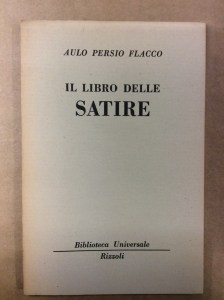 AULO PERSIO FLACCO
IL LIBRO DELLE
SATIRE
Biblioteca Universale
Rizzoli